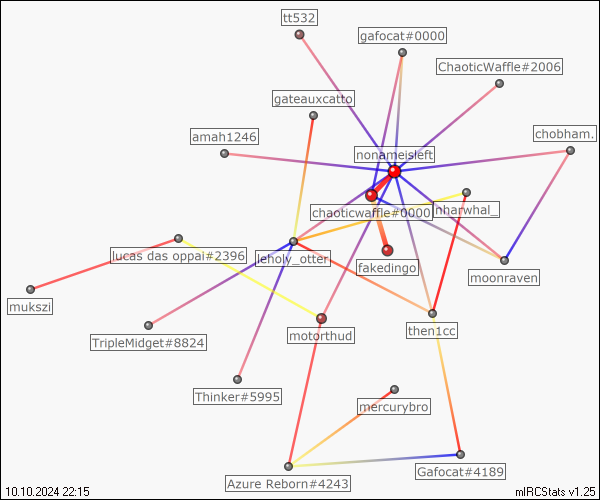 tt532
gafocat#0000
ChaoticWaffle#2006
gateauxcatto
amah1246
chobham.
nonameisleft
chaoticwaffle#0000
nharwhal_
lucas das oppai#2396
leholy_otter
fakedingo
moonraven
mukszi
TripleMidget#8824
motorthud
then1cc
Thinker#5995
mercurybro
Azure Reborn#4243
Gafocat#4189
10.10.2024 22:15
mIRCStats v1.25